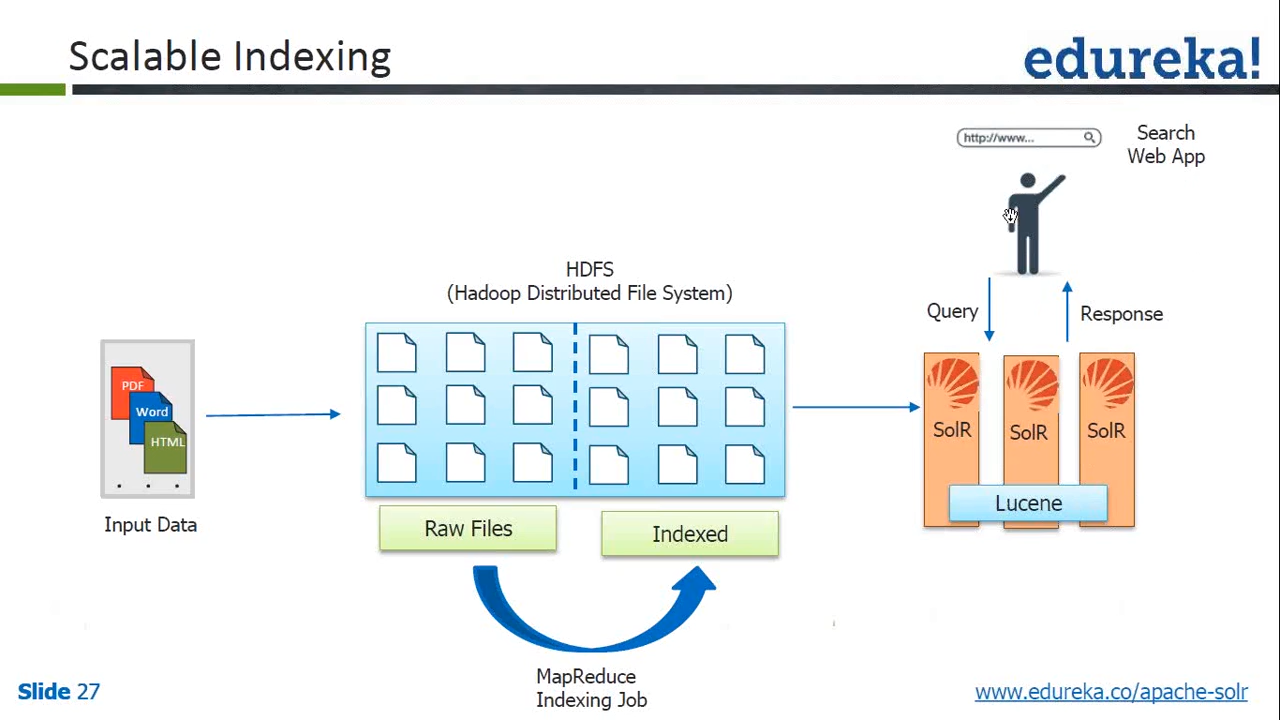 Scalable Indexing
edureka!
http://www...
Search
Web App
HDFS
(Hadoop Distributed File System)
Query
Response
PDF
Word
HTML
Input Data
Raw Files
Indexed
SolR
SolR
SolR
Lucene
MapReduce
Indexing Job
Slide 27
www.edureka.co/apache-solr